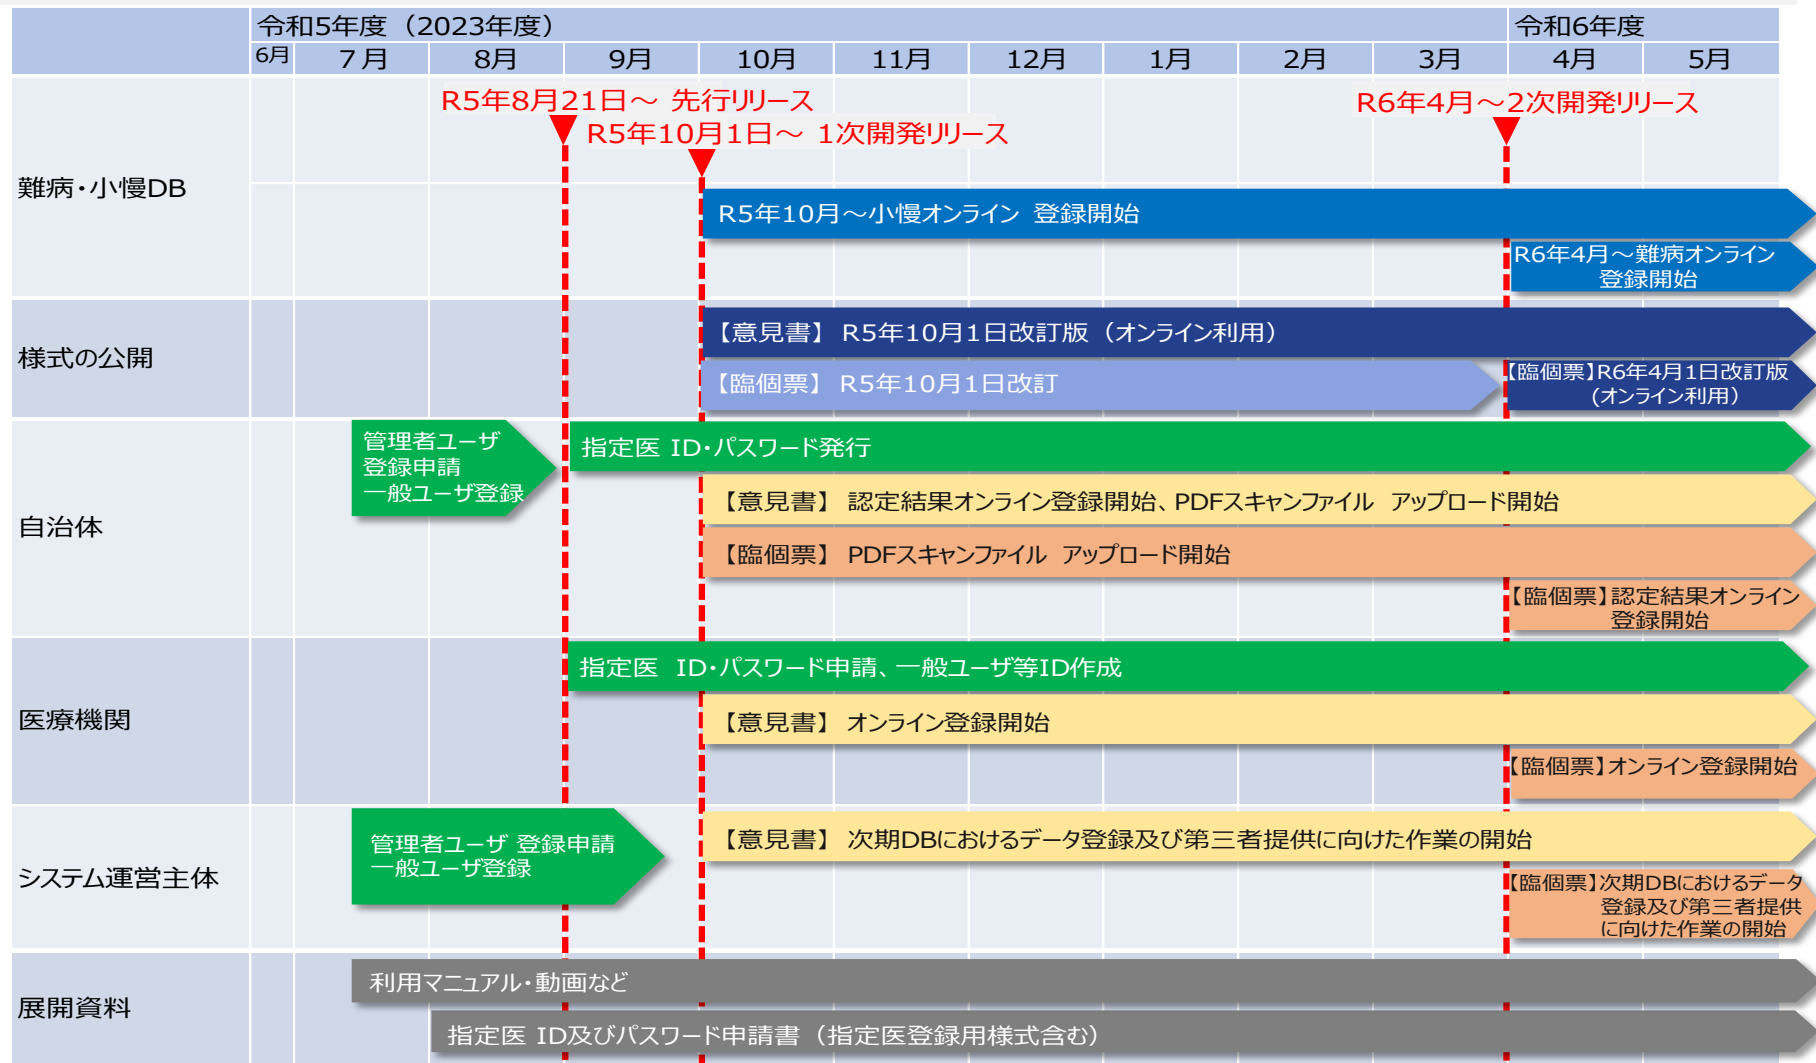 令和5年度（2023年度）
令和6年度
6月
7月
8月
9月
10月
11月
12月
1月
2月
3月
4月
5月
R5年8月21日～ 先行リリース
R6年4月～2次開発リリース
R5年10月1日～ 1次開発リリース
難病・小慢DB
R5年10月～小慢オンライン 登録開始
R6年4月～難病オンライン
登録開始
様式の公開
【意見書】 R5年10月1日改訂版（オンライン利用）
【臨個票】 R5年10月1日改訂
【臨個票】R6年4月1日改訂版
(オンライン利用）
自治体
管理者ユーザ
登録申請
一般ユーザ登録
指定医 ID・パスワード発行
【意見書】 認定結果オンライン登録開始、PDFスキャンファイル アップロード開始
【臨個票】 PDFスキャンファイル アップロード開始
【臨個票】認定結果オンライン
登録開始
医療機関
指定医 ID・パスワード申請、一般ユーザ等ID作成
【意見書】 オンライン登録開始
【臨個票】オンライン登録開始
システム運営主体
管理者ユーザ 登録申請
一般ユーザ登録
【意見書】 次期DBにおけるデータ登録及び第三者提供に向けた作業の開始
【臨個票】次期DBにおけるデータ
登録及び第三者提供
に向けた作業の開始
展開資料
利用マニュアル・動画など
指定医 ID及びパスワード申請書（指定医登録用様式含む）